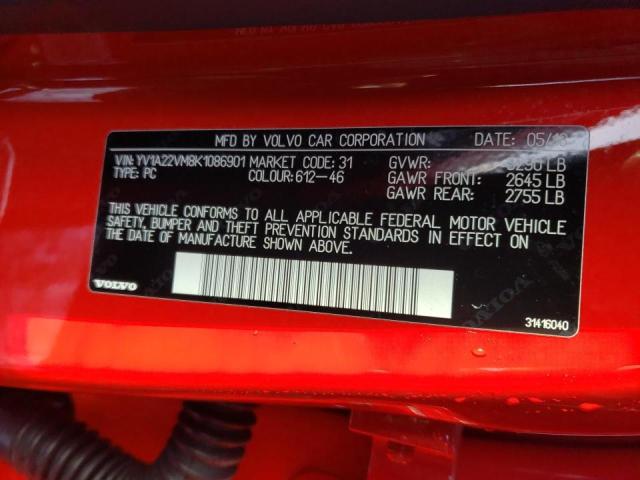 MFD BY VOLVO CAR CORPORATION DATE: 05/18
VIN: YV1A22VM8K1086901 MARKET CODE: 31 GVWR: 5290 LB
TYPE: PC COLOUR: 612-46 GAWR FRONT: 2645 LB
GAWR REAR: 2755 LB
THIS VEHICLE CONFORMS TO ALL APPLICABLE FEDERAL MOTOR VEHICLE
SAFETY, BUMPER AND THEFT PREVENTION STANDARDS IN EFFECT ON
THE DATE OF MANUFACTURE SHOWN ABOVE.
VOLVO
31416040